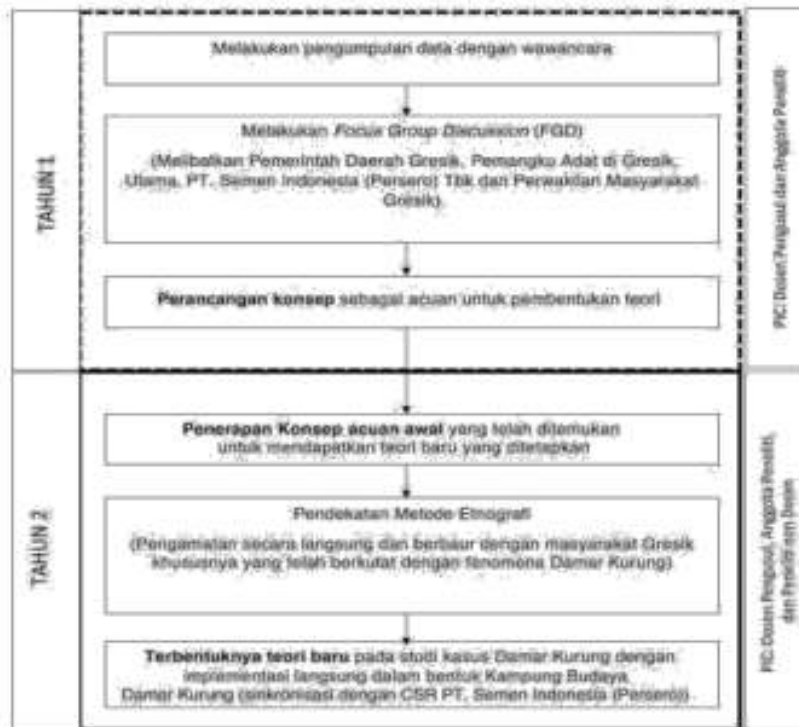 TAHUN 1
Melakukan pengumpulan data dengan wawancara
Melakukan Focus Group Discussion (FGD)
(Melibatkan Pemerintah Daerah Gresik, Pemangku Adat di Gresik,
Utama, PT. Semen Indonesia (Persero) Tbk dan Perwakilan Masyarakat
Gresik)
Perancangan konsep sebagai acuan untuk pembentukan teori
PIC: Dosen Pengusul dan Anggota Peneliti
TAHUN 2
Penerapan Konsep acuan awal yang telah ditemukan
untuk mendapatkan teori baru yang ditetapkan
Pendekatan Metode Etnografi
(Pengamatan secara langsung dan berbaur dengan masyarakat Gresik
khususnya yang telah berkutat dengan fenomena Damar Kurung)
Terbentuknya teori baru pada studi kasus Damar Kurung dengan
implementasi langsung dalam bentuk Kampung Budaya
Damar Kurung (sinkronisasi dengan CSR PT. Semen Indonesia (Persero))
PIC: Dosen Pengusul, Anggota Peneliti,
dan Peneliti non Dosen